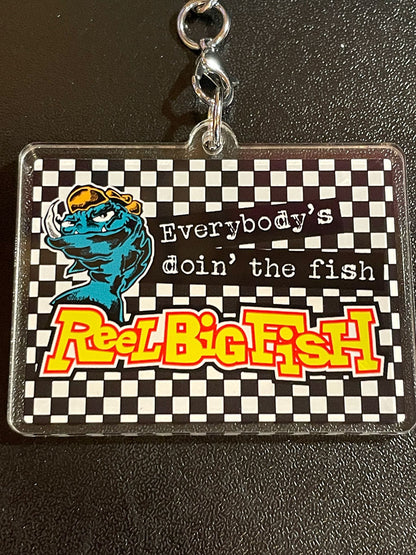 Everybody's
doin' the fish
ReeL BiG FiSH